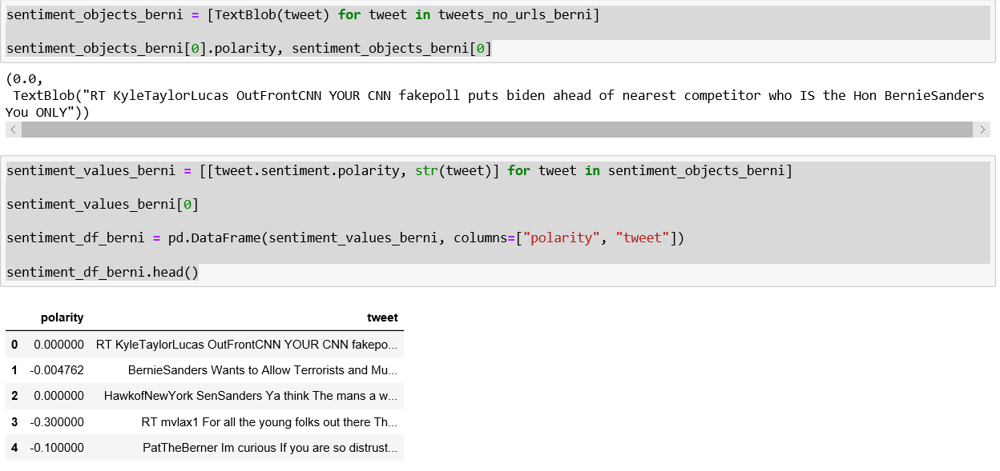 sentiment_objects_berni = [TextBlob(tweet) for tweet in tweets_no_urls_berni]
sentiment_objects_berni[0].polarity, sentiment_objects_berni[0]
(0.0,
TextBlob("RT KyleTaylorLucas OutFrontCNN YOUR CNN fakepoll puts biden ahead of nearest competitor who IS the Hon BernieSanders
You ONLY"))
sentiment_values_berni = [[tweet.sentiment.polarity, str(tweet)] for tweet in sentiment_objects_berni]
sentiment_values_berni[0]
sentiment_df_berni = pd.DataFrame(sentiment_values_berni, columns=["polarity", "tweet"])
sentiment_df_berni.head()
polarity tweet
0 0.000000 RT KyleTaylorLucas OutFrontCNN YOUR CNN fakepo...
1 -0.004762 BernieSanders Wants to Allow Terrorists and Mu...
2 0.000000 HawkofNewYork SenSanders Ya think The mans a w...
3 -0.300000 RT mvlax1 For all the young folks out there Th...
4 -0.100000 PatTheBerner Im curious If you are so distrust...